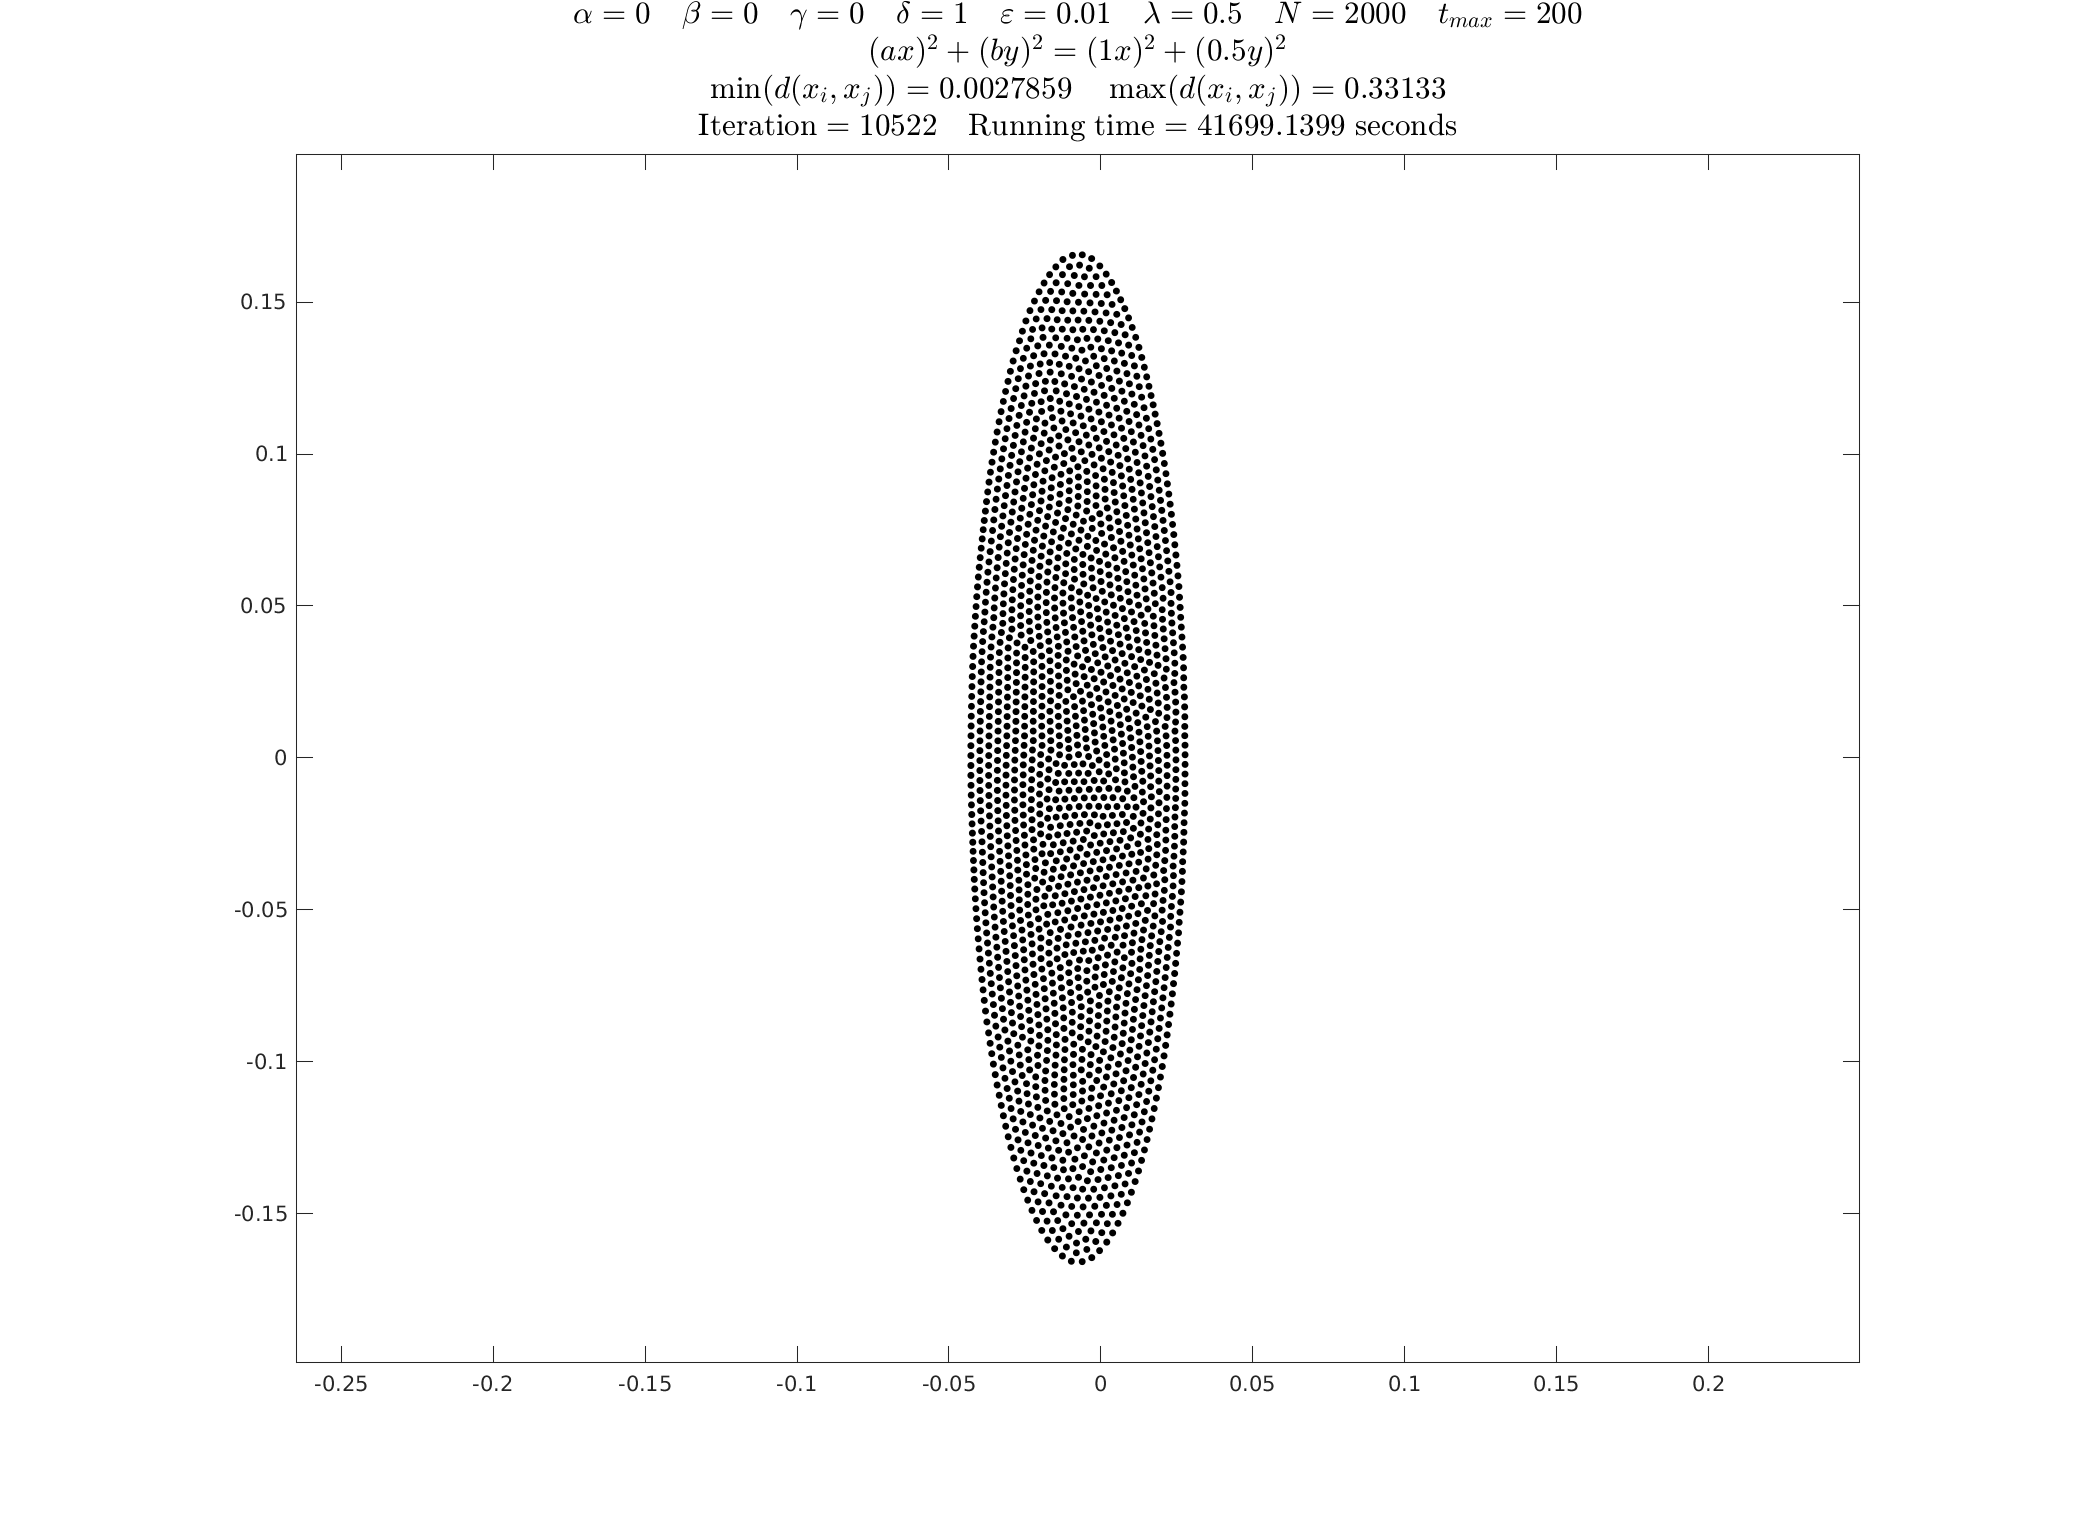 α = 0 β = 0 γ = 0 δ = 1 ε = 0.01 λ = 0.5 N = 2000 t_{max} = 200
(ax)² + (by)² = (1x)² + (0.5y)²
min(d(x_i, x_j)) = 0.0027859 max(d(x_i, x_j)) = 0.33133
Iteration = 10522 Running time = 41699.1399 seconds
0.15
0.1
0.05
0
-0.05
-0.1
-0.15
-0.25 -0.2 -0.15 -0.1 -0.05 0 0.05 0.1 0.15 0.2